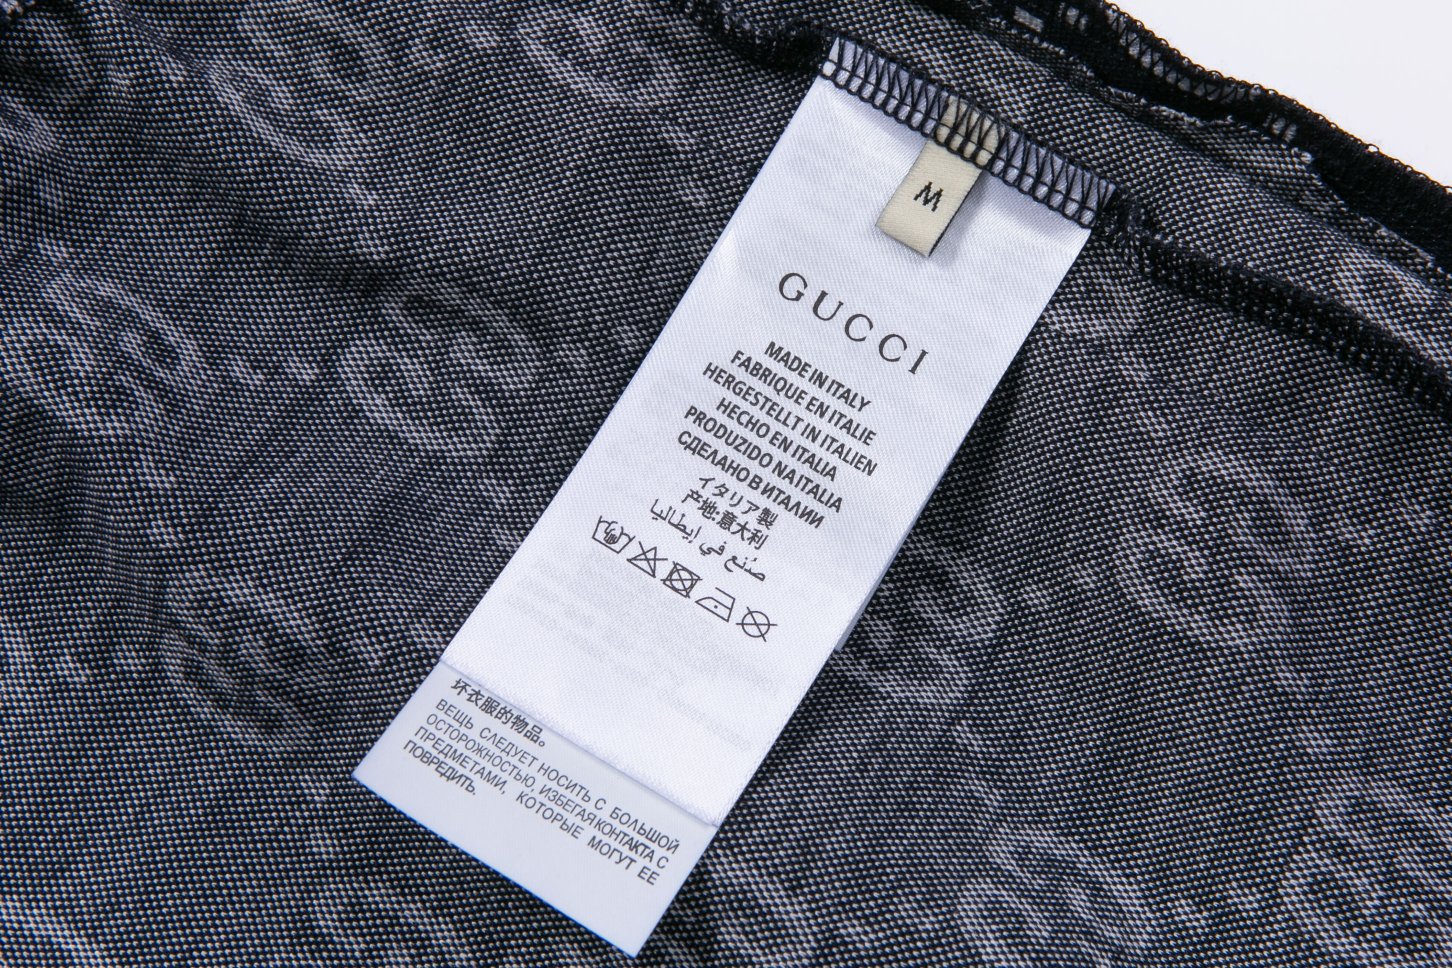 M
GUCCI
MADE IN ITALY
FABRIQUE EN ITALIE
HERGESTELLT IN ITALIEN
HECHO EN ITALIA
PRODUZIDO NA ITALIA
СДЕЛАНО В ИТАЛИИ
イタリア製
产地:意大利
صُنع في إيطاليا
坏衣服的物品。
ВЕЩЬ СЛЕДУЕТ НОСИТЬ С БОЛЬШОЙ
ОСТОРОЖНОСТЬЮ, ИЗБЕГАЯ КОНТАКТА С
ПРЕДМЕТАМИ, КОТОРЫЕ МОГУТ ЕЕ
ПОВРЕДИТЬ.